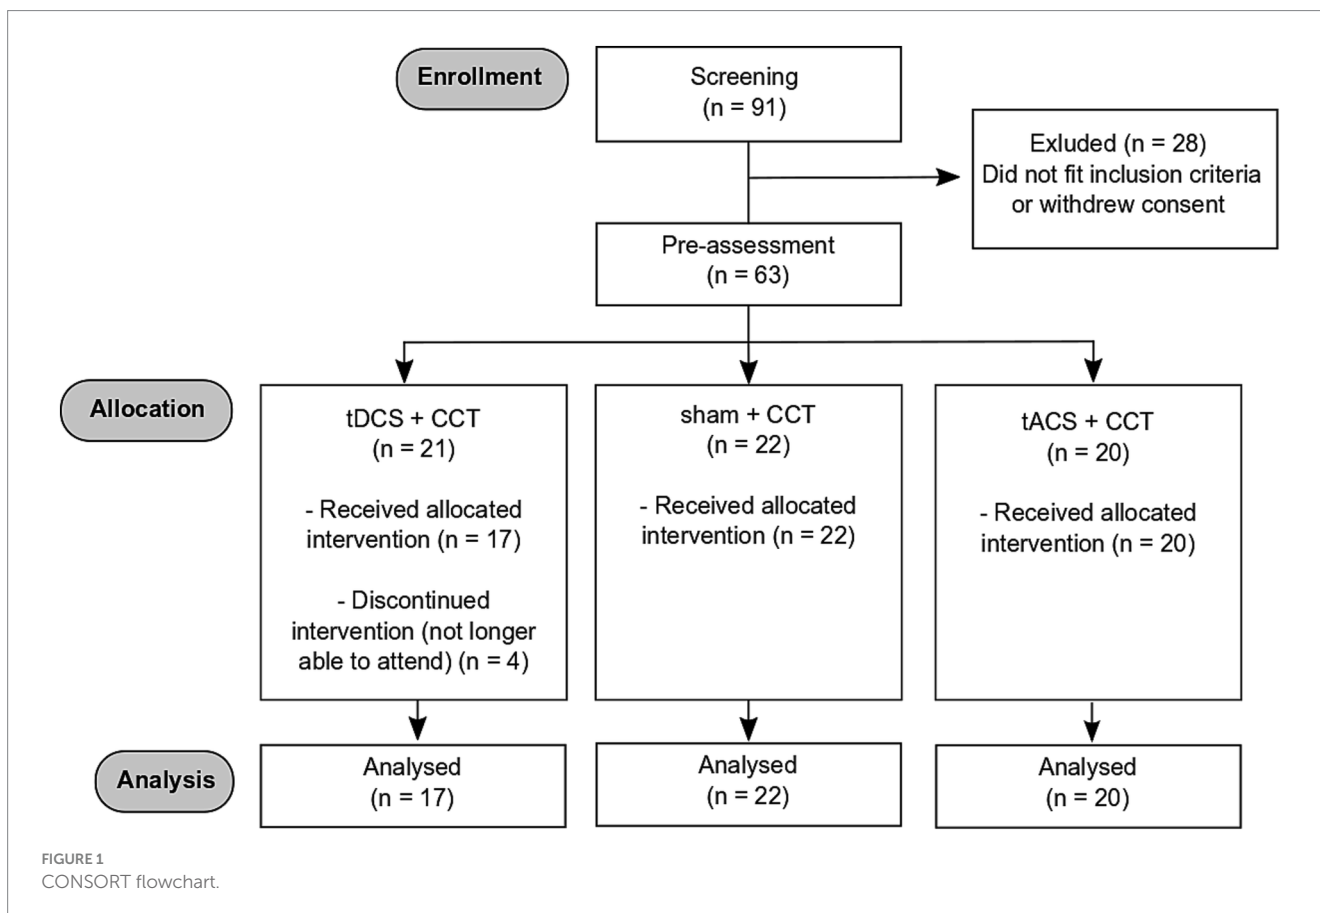 Enrollment
Screening
(n = 91)
Exluded (n = 28)
Did not fit inclusion criteria
or withdrew consent
Pre-assessment
(n = 63)
Allocation
tDCS + CCT
(n = 21)
- Received allocated
intervention (n = 17)
- Discontinued
intervention (not longer
able to attend) (n = 4)
sham + CCT
(n = 22)
- Received allocated
intervention (n = 22)
tACS + CCT
(n = 20)
- Received allocated
intervention (n = 20)
Analysis
Analysed
(n = 17)
Analysed
(n = 22)
Analysed
(n = 20)
FIGURE 1
CONSORT flowchart.